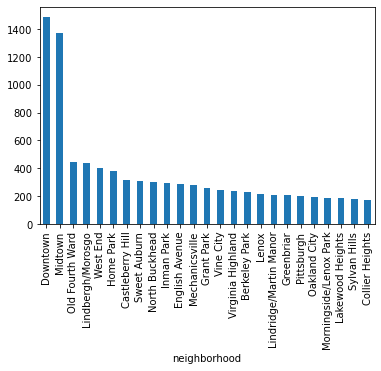 1400
1200
1000
800
600
400
200
0
Downtown
Midtown
Old Fourth Ward
Lindbergh/Morosgo
West End
Home Park
Castleberry Hill
Sweet Auburn
North Buckhead
Inman Park
English Avenue
Mechanicsville
Grant Park
Vine City
Virginia Highland
Berkeley Park
Lenox
Lindridge/Martin Manor
Greenbriar
Pittsburgh
Oakland City
Morningside/Lenox Park
Lakewood Heights
Sylvan Hills
Collier Heights
neighborhood